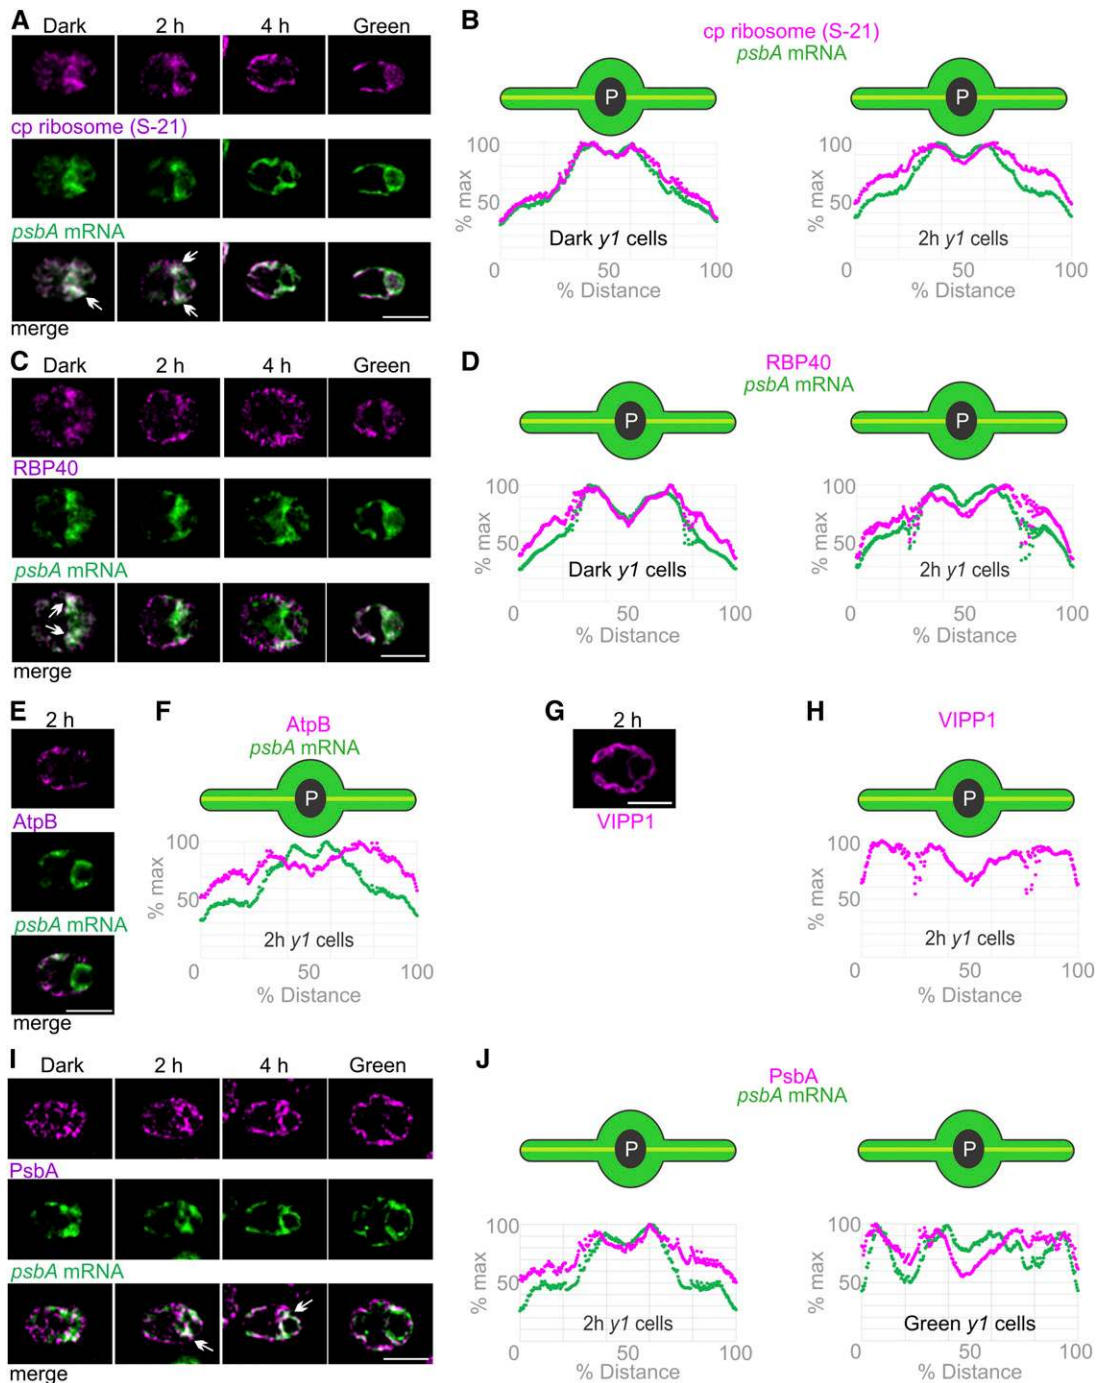 A
Dark 2 h 4 h Green
cp ribosome (S-21)
psbA mRNA
merge
B
cp ribosome (S-21)
psbA mRNA
P P
100 100
50 50
% max % max
Dark y1 cells 2h y1 cells
0 50 100 0 50 100
% Distance % Distance
C
Dark 2 h 4 h Green
RBP40
psbA mRNA
merge
D
RBP40
psbA mRNA
P P
100 100
50 50
% max % max
Dark y1 cells 2h y1 cells
0 50 100 0 50 100
% Distance % Distance
E
2 h
AtpB
psbA mRNA
merge
F
AtpB
psbA mRNA
P
100
50
% max
2h y1 cells
0 50 100
% Distance
G
2 h
VIPP1
H
VIPP1
P
100
50
% max
2h y1 cells
0 50 100
% Distance
I
Dark 2 h 4 h Green
PsbA
psbA mRNA
merge
J
PsbA
psbA mRNA
P P
100 100
50 50
% max % max
2h y1 cells Green y1 cells
0 50 100 0 50 100
% Distance % Distance